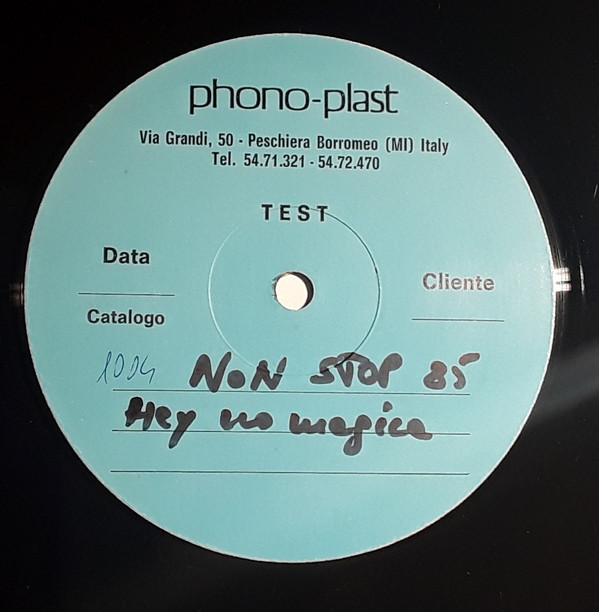 phono-plast
Via Grandi, 50 - Peschiera Borromeo (MI) Italy
Tel. 54.71.321 - 54.72.470
TEST
Data
Cliente
Catalogo
1004 NON STOP 85
Hey no magica